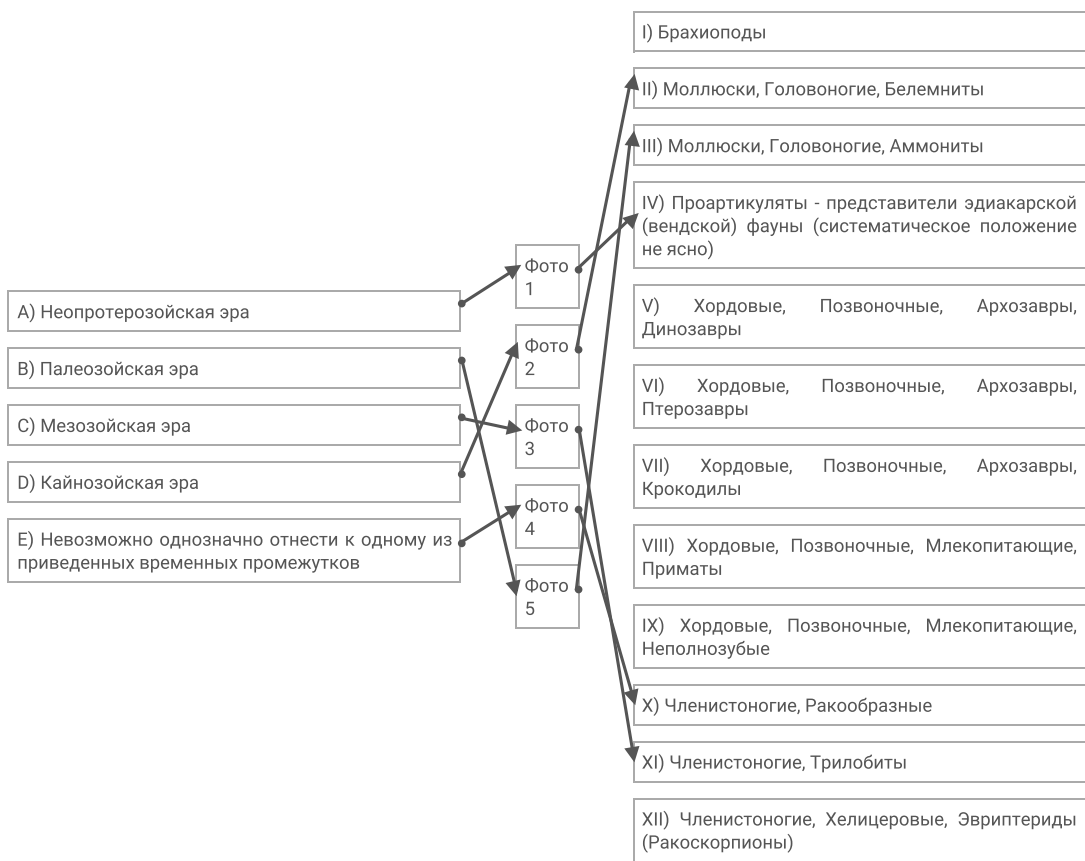 A) Неопротерозойская эра
B) Палеозойская эра
C) Мезозойская эра
D) Кайнозойская эра
E) Невозможно однозначно отнести к одному из
приведенных временных промежутков
Фото
1
Фото
2
Фото
3
Фото
4
Фото
5
I) Брахиоподы
II) Моллюски, Головоногие, Белемниты
III) Моллюски, Головоногие, Аммониты
IV) Проартикуляты - представители эдиакарской
(вендской) фауны (систематическое положение
не ясно)
V) Хордовые, Позвоночные, Архозавры,
Динозавры
VI) Хордовые, Позвоночные, Архозавры,
Птерозавры
VII) Хордовые, Позвоночные, Архозавры,
Крокодилы
VIII) Хордовые, Позвоночные, Млекопитающие,
Приматы
IX) Хордовые, Позвоночные, Млекопитающие,
Неполнозубые
X) Членистоногие, Ракообразные
XI) Членистоногие, Трилобиты
XII) Членистоногие, Хелицеровые, Эвриптериды
(Ракоскорпионы)